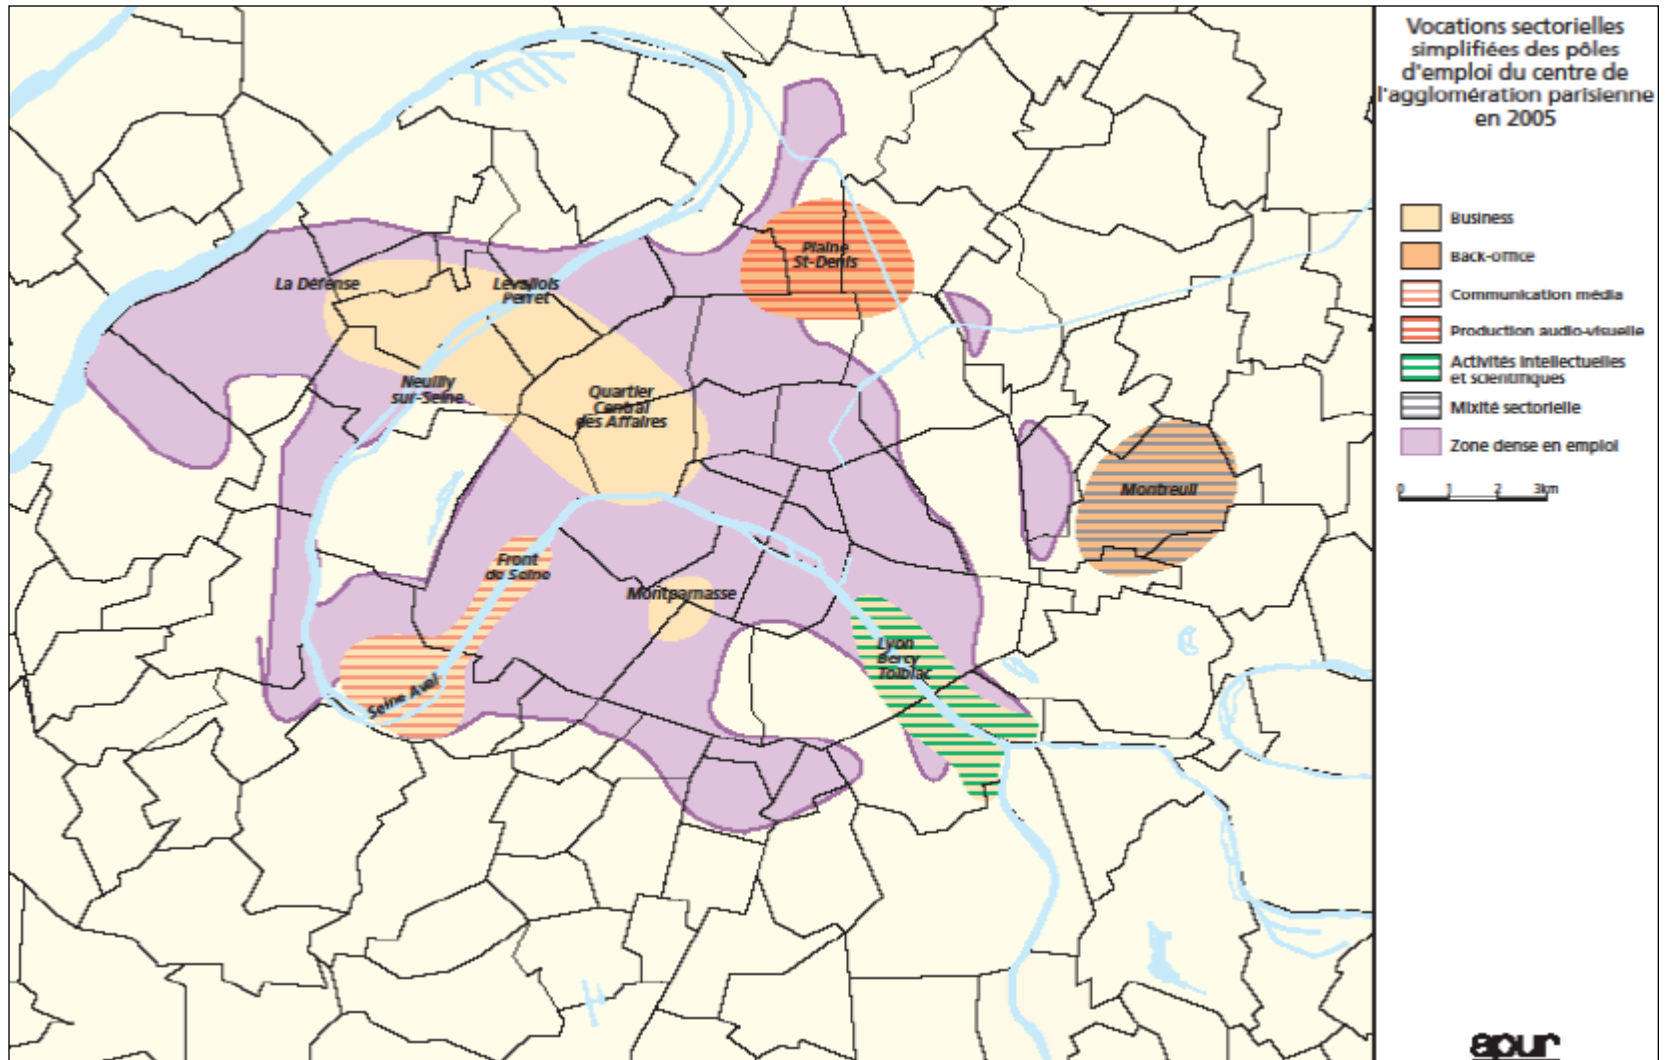 Vocations sectorielles
simplifiées des pôles
d'emploi du centre de
l'agglomération parisienne
en 2005
Business
Back-office
Communication média
Production audio-visuelle
Activités intellectuelles
et scientifiques
Mixité sectorielle
Zone dense en emploi
0 1 2 3km
Plaine
St-Denis
La Défense
Levallois
Perret
Neuilly
sur-Seine
Quartier
Central
des Affaires
Montreuil
Front
de Seine
Montparnasse
Lyon
Bercy
Tolbiac
Seine Aval
apur